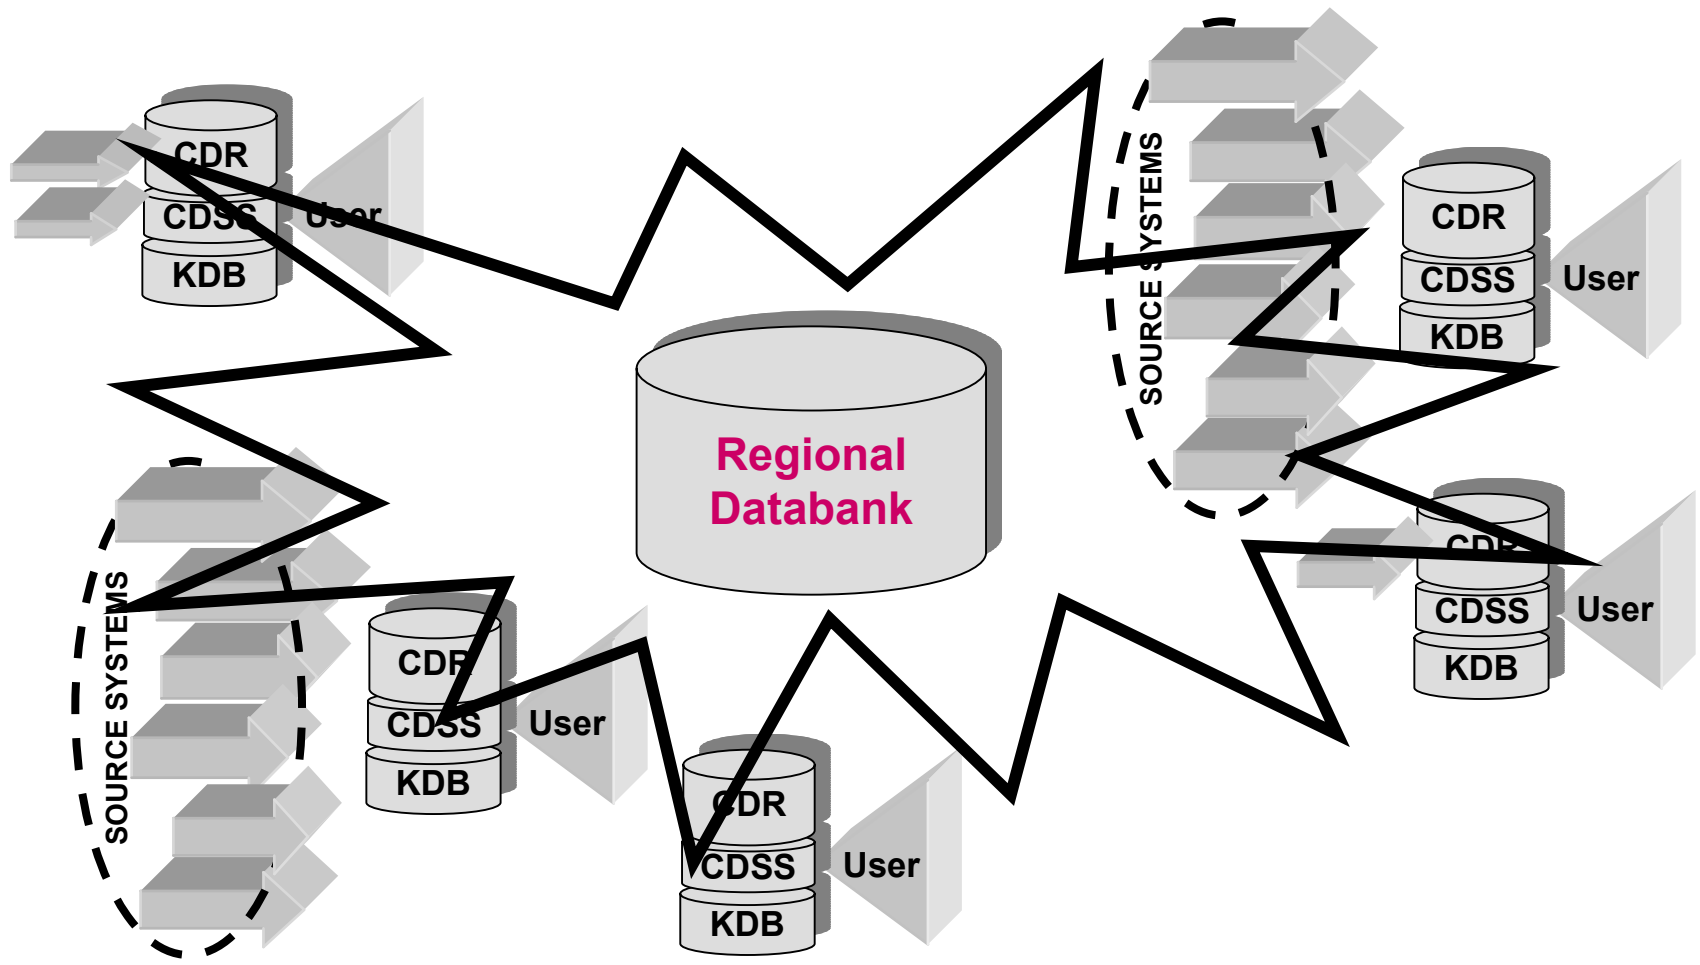 CDR
CDSS
KDB
User
SOURCE SYSTEMS
CDR
CDSS
KDB
User
Regional
Databank
CDR
CDSS
KDB
User
SOURCE SYSTEMS
CDR
CDSS
KDB
User
CDR
CDSS
KDB
User